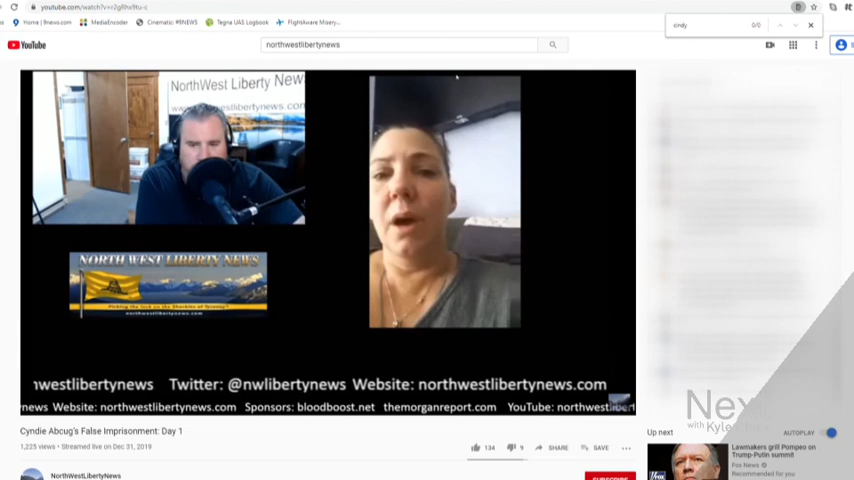 youtube.com/watch?v=
Home | 9news.com
MediaEncoder
Cinematic: #9NEWS
Tegna UAS Logbook
FlightAware Misery...
cindy
0/0
YouTube
northwestlibertynews
NorthWest Liberty News
NORTH WEST LIBERTY NEWS
northwestlibertynews.com
westlibertynews Twitter: @nwlibertynews Website: northwestlibertynews.com
news Website: northwestlibertynews.com Sponsors: bloodboost.net themorganreport.com YouTube: northwestlibert
Cyndie Abcug's False Imprisonment: Day 1
1,225 views • Streamed live on Dec 31, 2019
134
9
SHARE
SAVE
NorthWestLibertyNews
SUBSCRIBE
Next
with Kyle
Up next
AUTOPLAY
Lawmakers grill Pompeo on
Trump-Putin summit
Fox News
Recommended for you